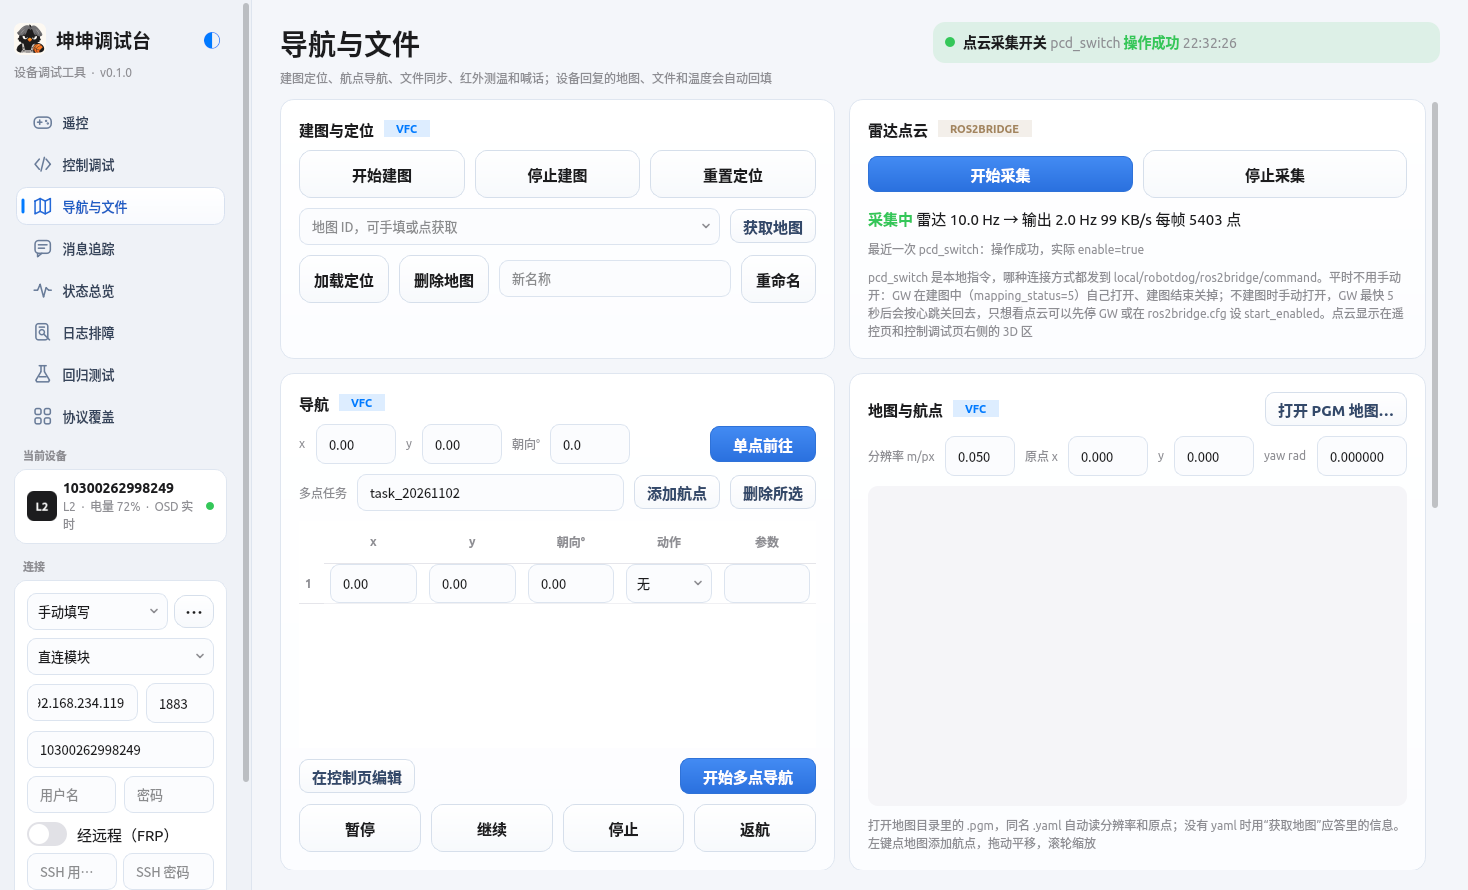 坤坤调试台
设备调试工具 · v0.1.0
遥控
控制调试
导航与文件
消息追踪
状态总览
日志排障
回归测试
协议覆盖
当前设备
L2
10300262998249
L2 · 电量 72% · OSD 实
时
连接
手动填写
直连模块
92.168.234.119 1883
10300262998249
用户名 密码
经远程（FRP）
SSH 用… SSH 密码
导航与文件
建图定位、航点导航、文件同步、红外测温和喊话；设备回复的地图、文件和温度会自动回填
点云采集开关 pcd_switch 操作成功 22:32:26
建图与定位 VFC
开始建图 停止建图 重置定位
地图 ID，可手填或点获取 获取地图
加载定位 删除地图 新名称 重命名
雷达点云 ROS2BRIDGE
开始采集 停止采集
采集中 雷达 10.0 Hz → 输出 2.0 Hz 99 KB/s 每帧 5403 点
最近一次 pcd_switch：操作成功，实际 enable=true
pcd_switch 是本地指令，哪种连接方式都发到 local/robotdog/ros2bridge/command。平时不用手动
开：GW 在建图中（mapping_status=5）自己打开、建图结束关掉；不建图时手动打开，GW 最快 5
秒后会按心跳关回去，只想看点云可以先停 GW 或在 ros2bridge.cfg 设 start_enabled。点云显示在遥
控页和控制调试页右侧的 3D 区
导航 VFC
x 0.00 y 0.00 朝向° 0.0 单点前往
多点任务 task_20261102 添加航点 删除所选
x y 朝向° 动作 参数
1 0.00 0.00 0.00 无
在控制页编辑 开始多点导航
暂停 继续 停止 返航
地图与航点 VFC 打开 PGM 地图...
分辨率 m/px 0.050 原点 x 0.000 y 0.000 yaw rad 0.000000
打开地图目录里的 .pgm，同名 .yaml 自动读分辨率和原点；没有 yaml 时用“获取地图”应答里的信息。
左键点地图添加航点，拖动平移，滚轮缩放